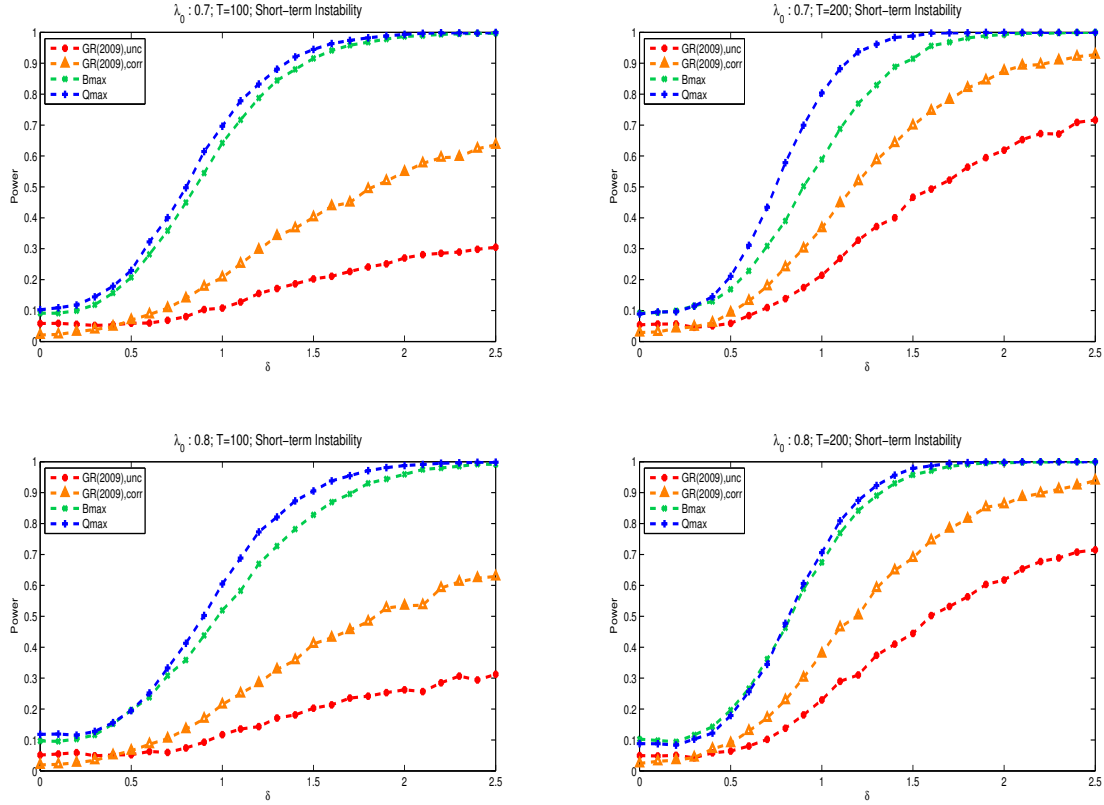 λ₀ : 0.7; T=100; Short-term Instability
1
0.9
0.8
0.7
0.6
0.5
0.4
0.3
0.2
0.1
0
Power
GR(2009),unc
GR(2009),corr
Bmax
Qmax
0 0.5 1 1.5 2 2.5
δ
λ₀ : 0.7; T=200; Short-term Instability
1
0.9
0.8
0.7
0.6
0.5
0.4
0.3
0.2
0.1
0
Power
GR(2009),unc
GR(2009),corr
Bmax
Qmax
0 0.5 1 1.5 2 2.5
δ
λ₀ : 0.8; T=100; Short-term Instability
1
0.9
0.8
0.7
0.6
0.5
0.4
0.3
0.2
0.1
0
Power
GR(2009),unc
GR(2009),corr
Bmax
Qmax
0 0.5 1 1.5 2 2.5
δ
λ₀ : 0.8; T=200; Short-term Instability
1
0.9
0.8
0.7
0.6
0.5
0.4
0.3
0.2
0.1
0
Power
GR(2009),unc
GR(2009),corr
Bmax
Qmax
0 0.5 1 1.5 2 2.5
δ